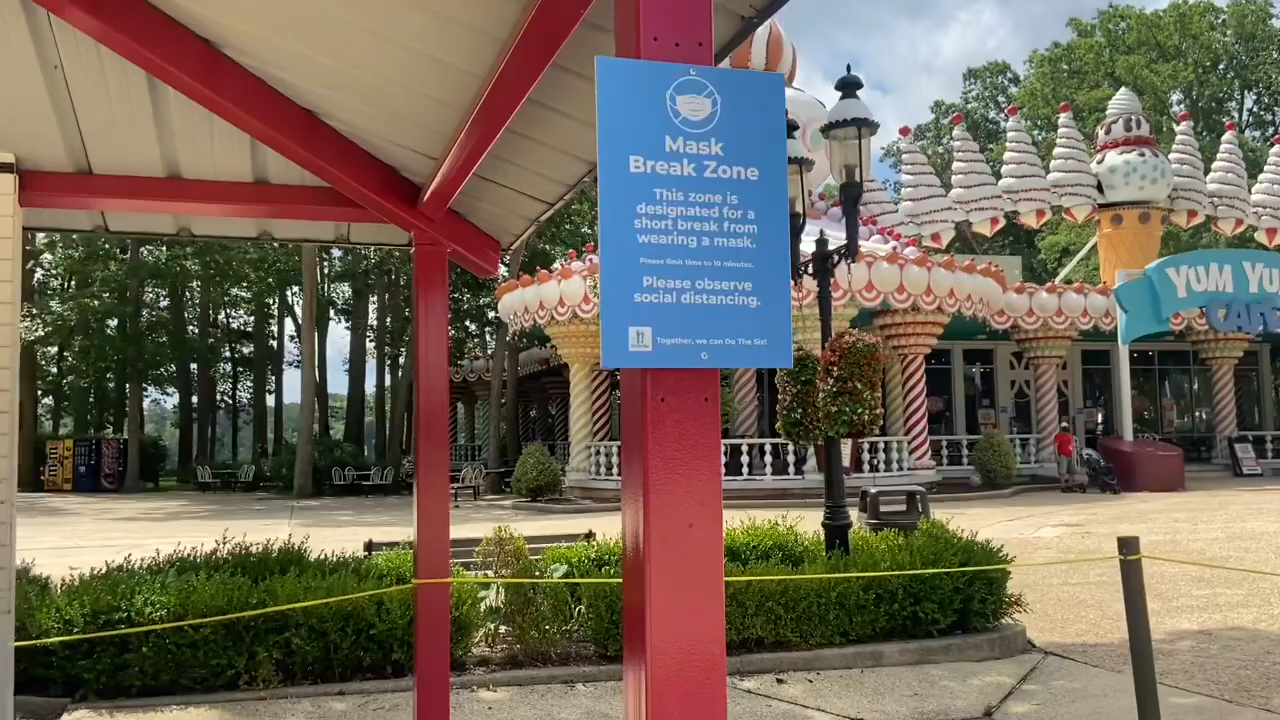 Mask
Break Zone
This zone is
designated for a
short break from
wearing a mask.
Please limit time to 10 minutes.
Please observe
social distancing.
Together, we can Do The Six!
YUM YU
CAFE